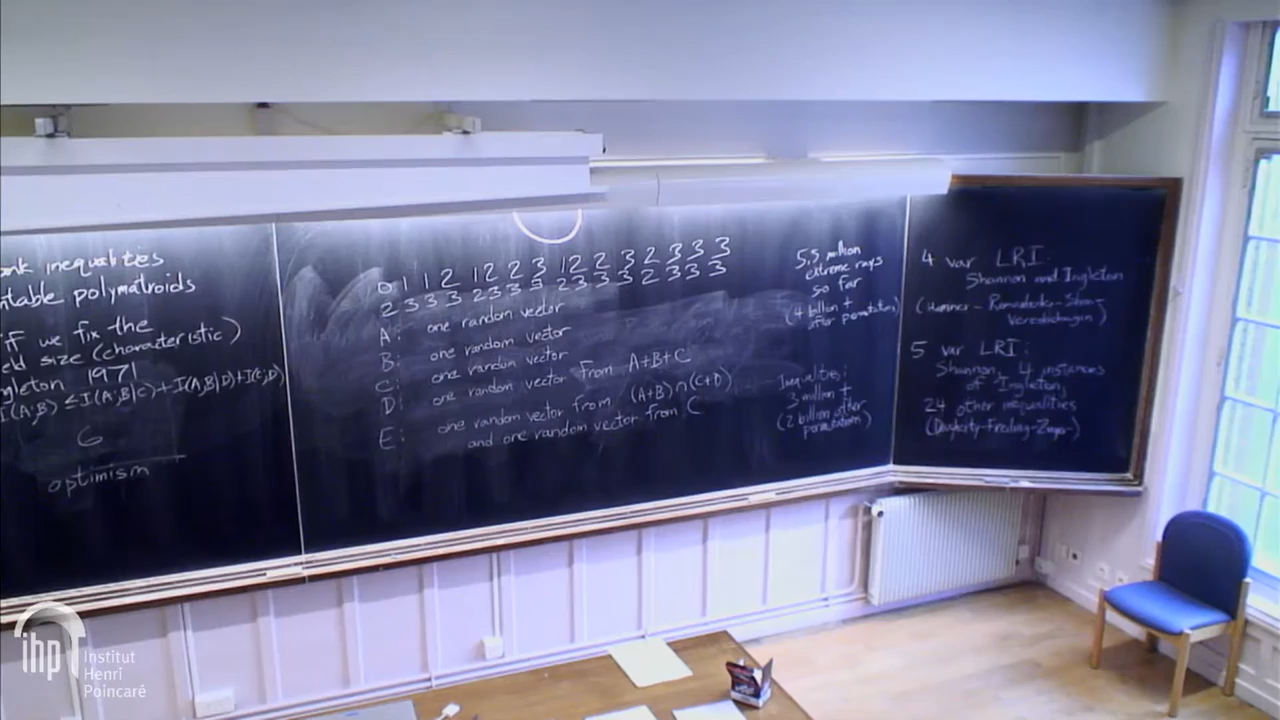 inequalities
polymatroids
if we fix the
size (characteristic)
1971
I(A;B) ≤ I(A;B|C)+I(A;B|D)+I(C;D)
6
optimism
0 1 1 2 1 2 2 3 1 2 2 3 2 3 3 3
2 3 3 3 2 3 3 3 2 3 3 3 2 3 3 3
A: one random vector
B: one random vector
C: one random vector
D: one random vector from A+B+C
E: one random vector from (A+B)∩(C+D)
and one random vector from C
5,5 million
extreme rays
so far
(4 billion +
after permutation)
Inequalities:
3 million +
(2 billion after
permutations)
4 var LRI:
Shannon and Ingleton
(Hammer-Romashchenko-Shen-
Vereshchagin)
5 var LRI:
Shannon, 4 instances
of Ingleton,
24 other inequalities
(Dougherty-Freiling-Zeger)
ihp
Institut
Henri
Poincaré